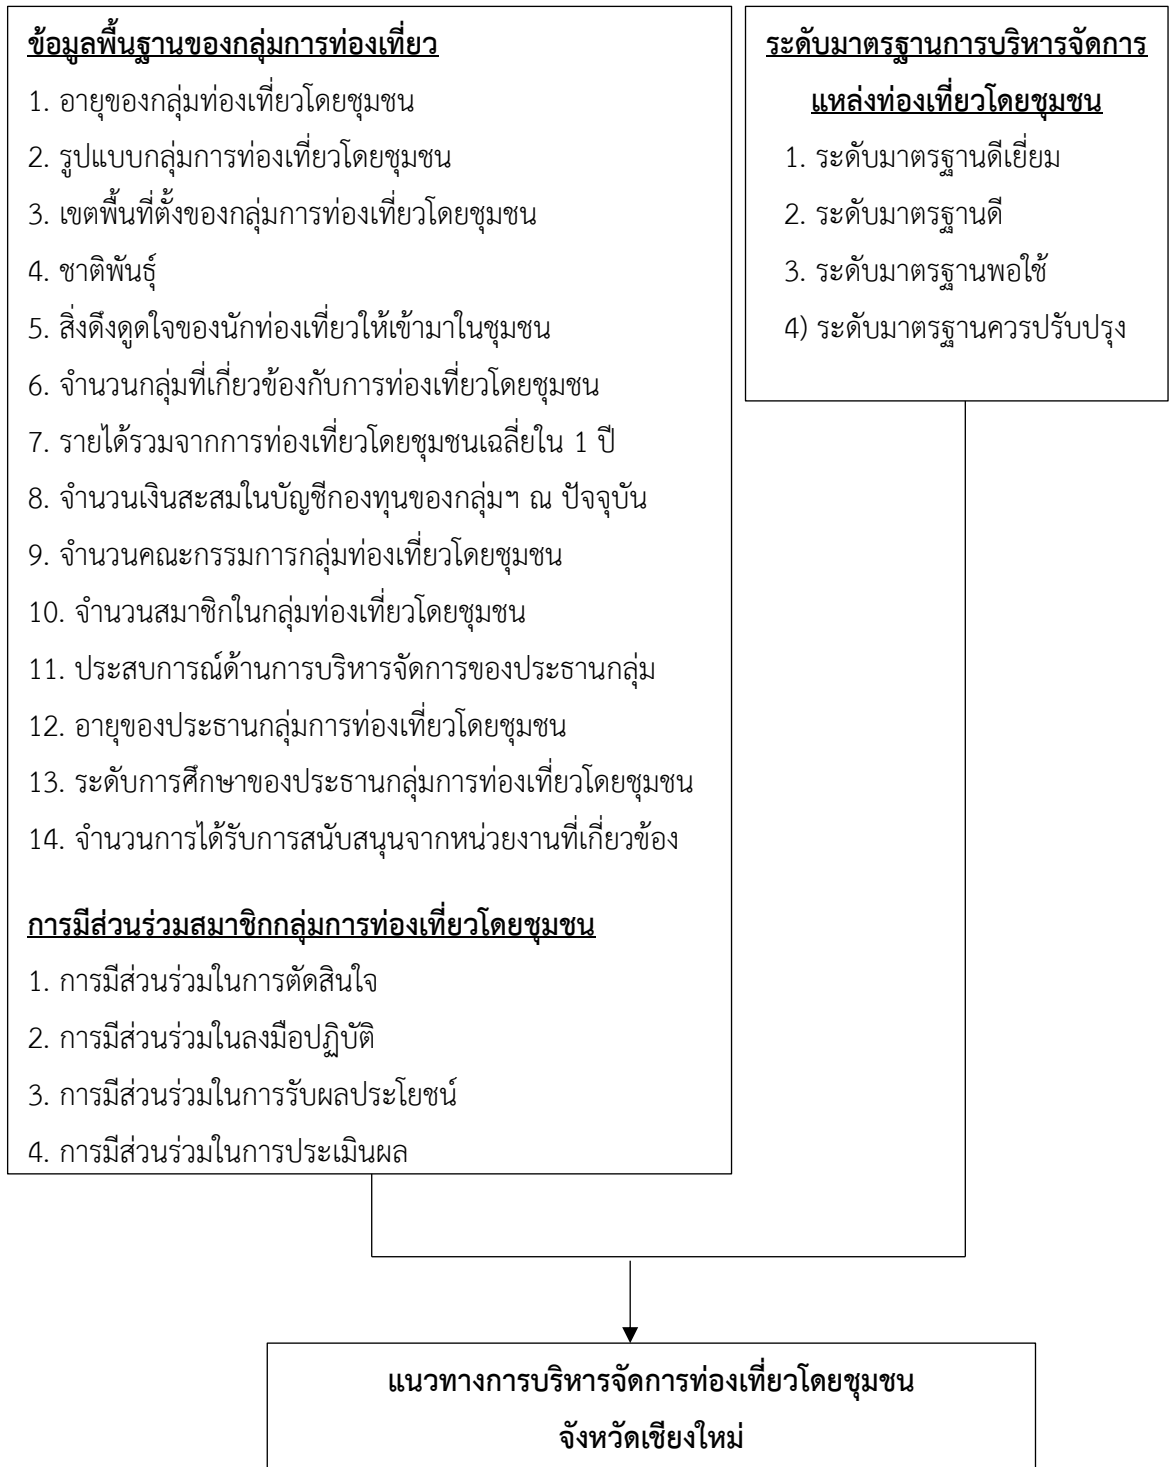 ข้อมูลพื้นฐานของกลุ่มการท่องเที่ยว
1. อายุของกลุ่มท่องเที่ยวโดยชุมชน
2. รูปแบบกลุ่มการท่องเที่ยวโดยชุมชน
3. เขตพื้นที่ตั้งของกลุ่มการท่องเที่ยวโดยชุมชน
4. ชาติพันธุ์
5. สิ่งดึงดูดใจของนักท่องเที่ยวให้เข้ามาในชุมชน
6. จำนวนกลุ่มที่เกี่ยวข้องกับการท่องเที่ยวโดยชุมชน
7. รายได้รวมจากการท่องเที่ยวโดยชุมชนเฉลี่ยใน 1 ปี
8. จำนวนเงินสะสมในบัญชีกองทุนของกลุ่มฯ ณ ปัจจุบัน
9. จำนวนคณะกรรมการกลุ่มท่องเที่ยวโดยชุมชน
10. จำนวนสมาชิกในกลุ่มท่องเที่ยวโดยชุมชน
11. ประสบการณ์ด้านการบริหารจัดการของประธานกลุ่ม
12. อายุของประธานกลุ่มการท่องเที่ยวโดยชุมชน
13. ระดับการศึกษาของประธานกลุ่มการท่องเที่ยวโดยชุมชน
14. จำนวนการได้รับการสนับสนุนจากหน่วยงานที่เกี่ยวข้อง
การมีส่วนร่วมสมาชิกกลุ่มการท่องเที่ยวโดยชุมชน
1. การมีส่วนร่วมในการตัดสินใจ
2. การมีส่วนร่วมในลงมือปฏิบัติ
3. การมีส่วนร่วมในการรับผลประโยชน์
4. การมีส่วนร่วมในการประเมินผล
ระดับมาตรฐานการบริหารจัดการ
แหล่งท่องเที่ยวโดยชุมชน
1. ระดับมาตรฐานดีเยี่ยม
2. ระดับมาตรฐานดี
3. ระดับมาตรฐานพอใช้
4) ระดับมาตรฐานควรปรับปรุง
แนวทางการบริหารจัดการท่องเที่ยวโดยชุมชน
จังหวัดเชียงใหม่